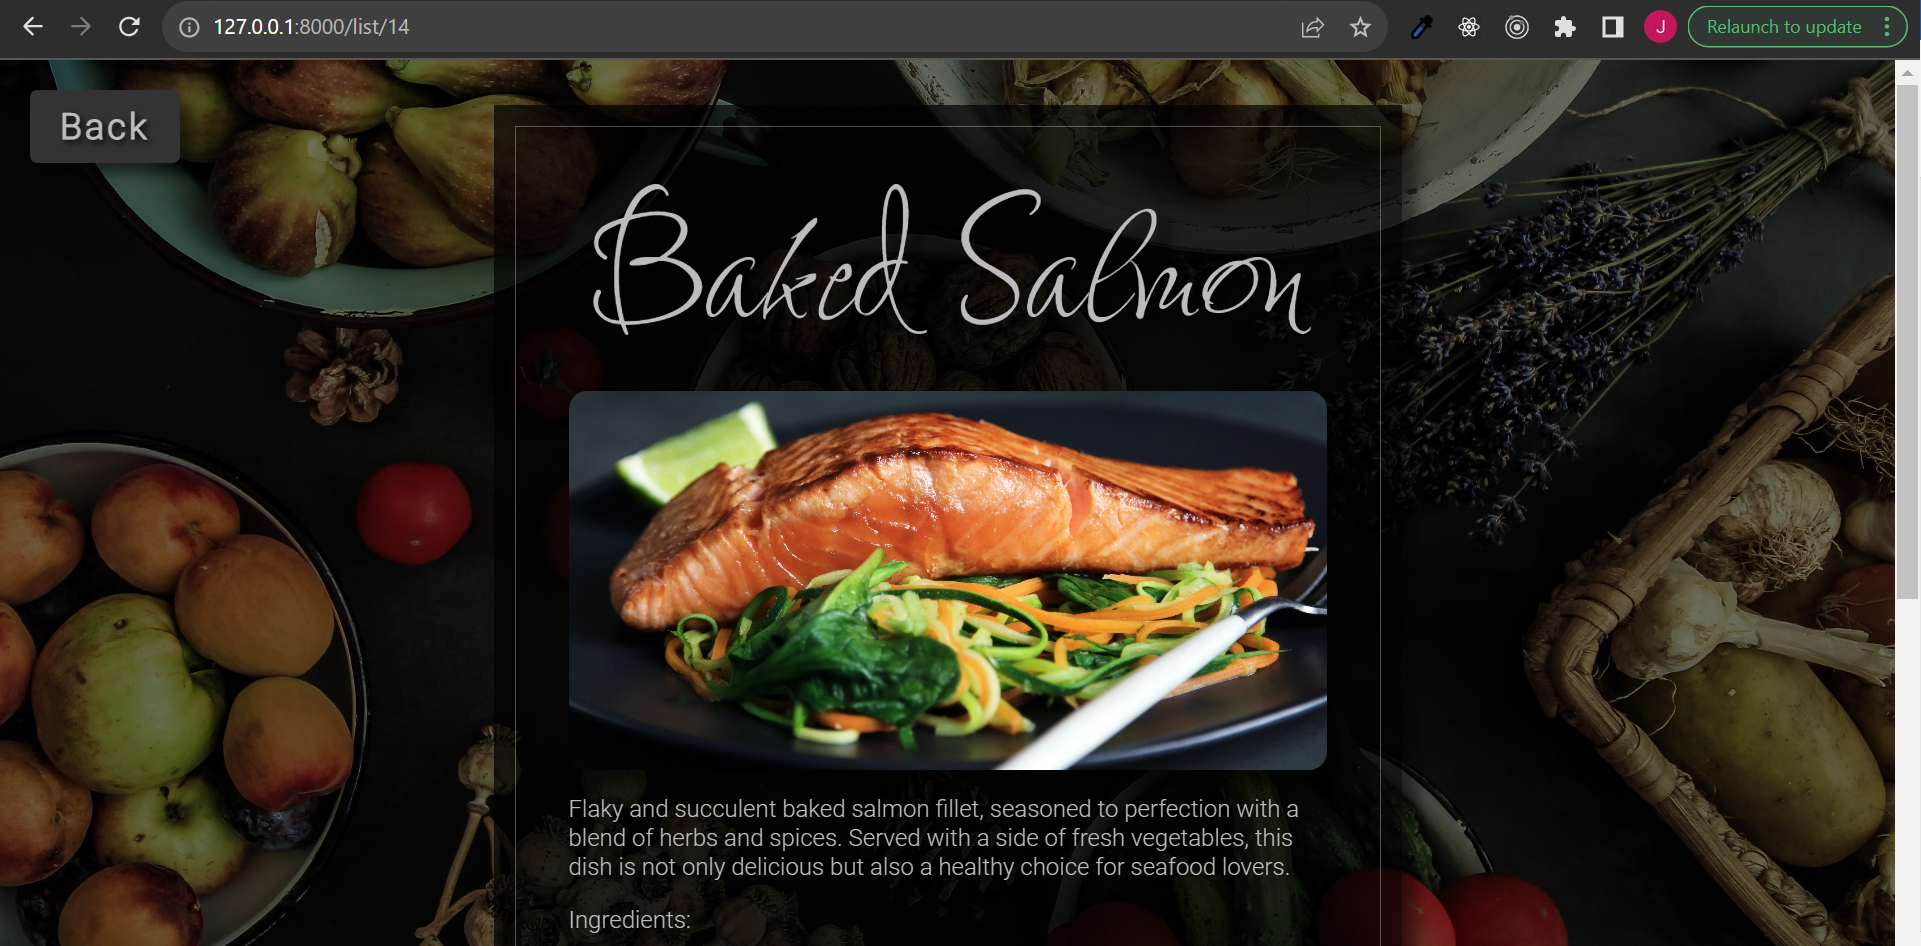 127.0.0.1:8000/list/14
J
Relaunch to update
Back
Baked Salmon
Flaky and succulent baked salmon fillet, seasoned to perfection with a
blend of herbs and spices. Served with a side of fresh vegetables, this
dish is not only delicious but also a healthy choice for seafood lovers.
Ingredients: